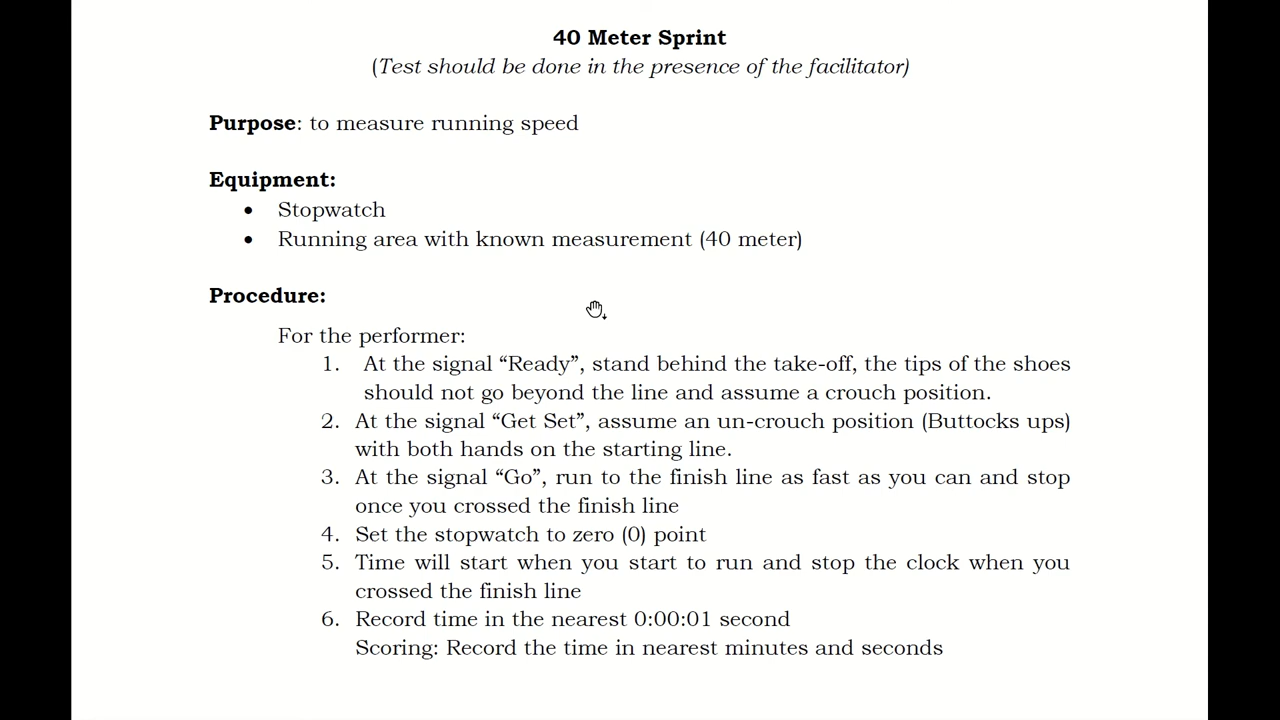 40 Meter Sprint
(Test should be done in the presence of the facilitator)
Purpose: to measure running speed
Equipment:
• Stopwatch
• Running area with known measurement (40 meter)
Procedure:
For the performer:
1. At the signal “Ready”, stand behind the take-off, the tips of the shoes
should not go beyond the line and assume a crouch position.
2. At the signal “Get Set”, assume an un-crouch position (Buttocks ups)
with both hands on the starting line.
3. At the signal “Go”, run to the finish line as fast as you can and stop
once you crossed the finish line
4. Set the stopwatch to zero (0) point
5. Time will start when you start to run and stop the clock when you
crossed the finish line
6. Record time in the nearest 0:00:01 second
Scoring: Record the time in nearest minutes and seconds